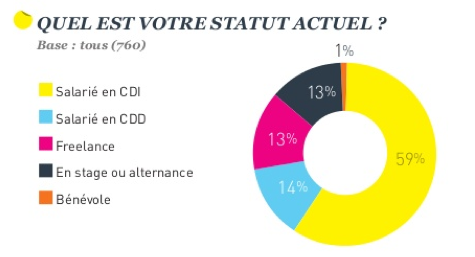 QUEL EST VOTRE STATUT ACTUEL ?
Base : tous (760)
1%
Salarié en CDI
Salarié en CDD
Freelance
En stage ou alternance
Bénévole
13%
13%
59%
14%